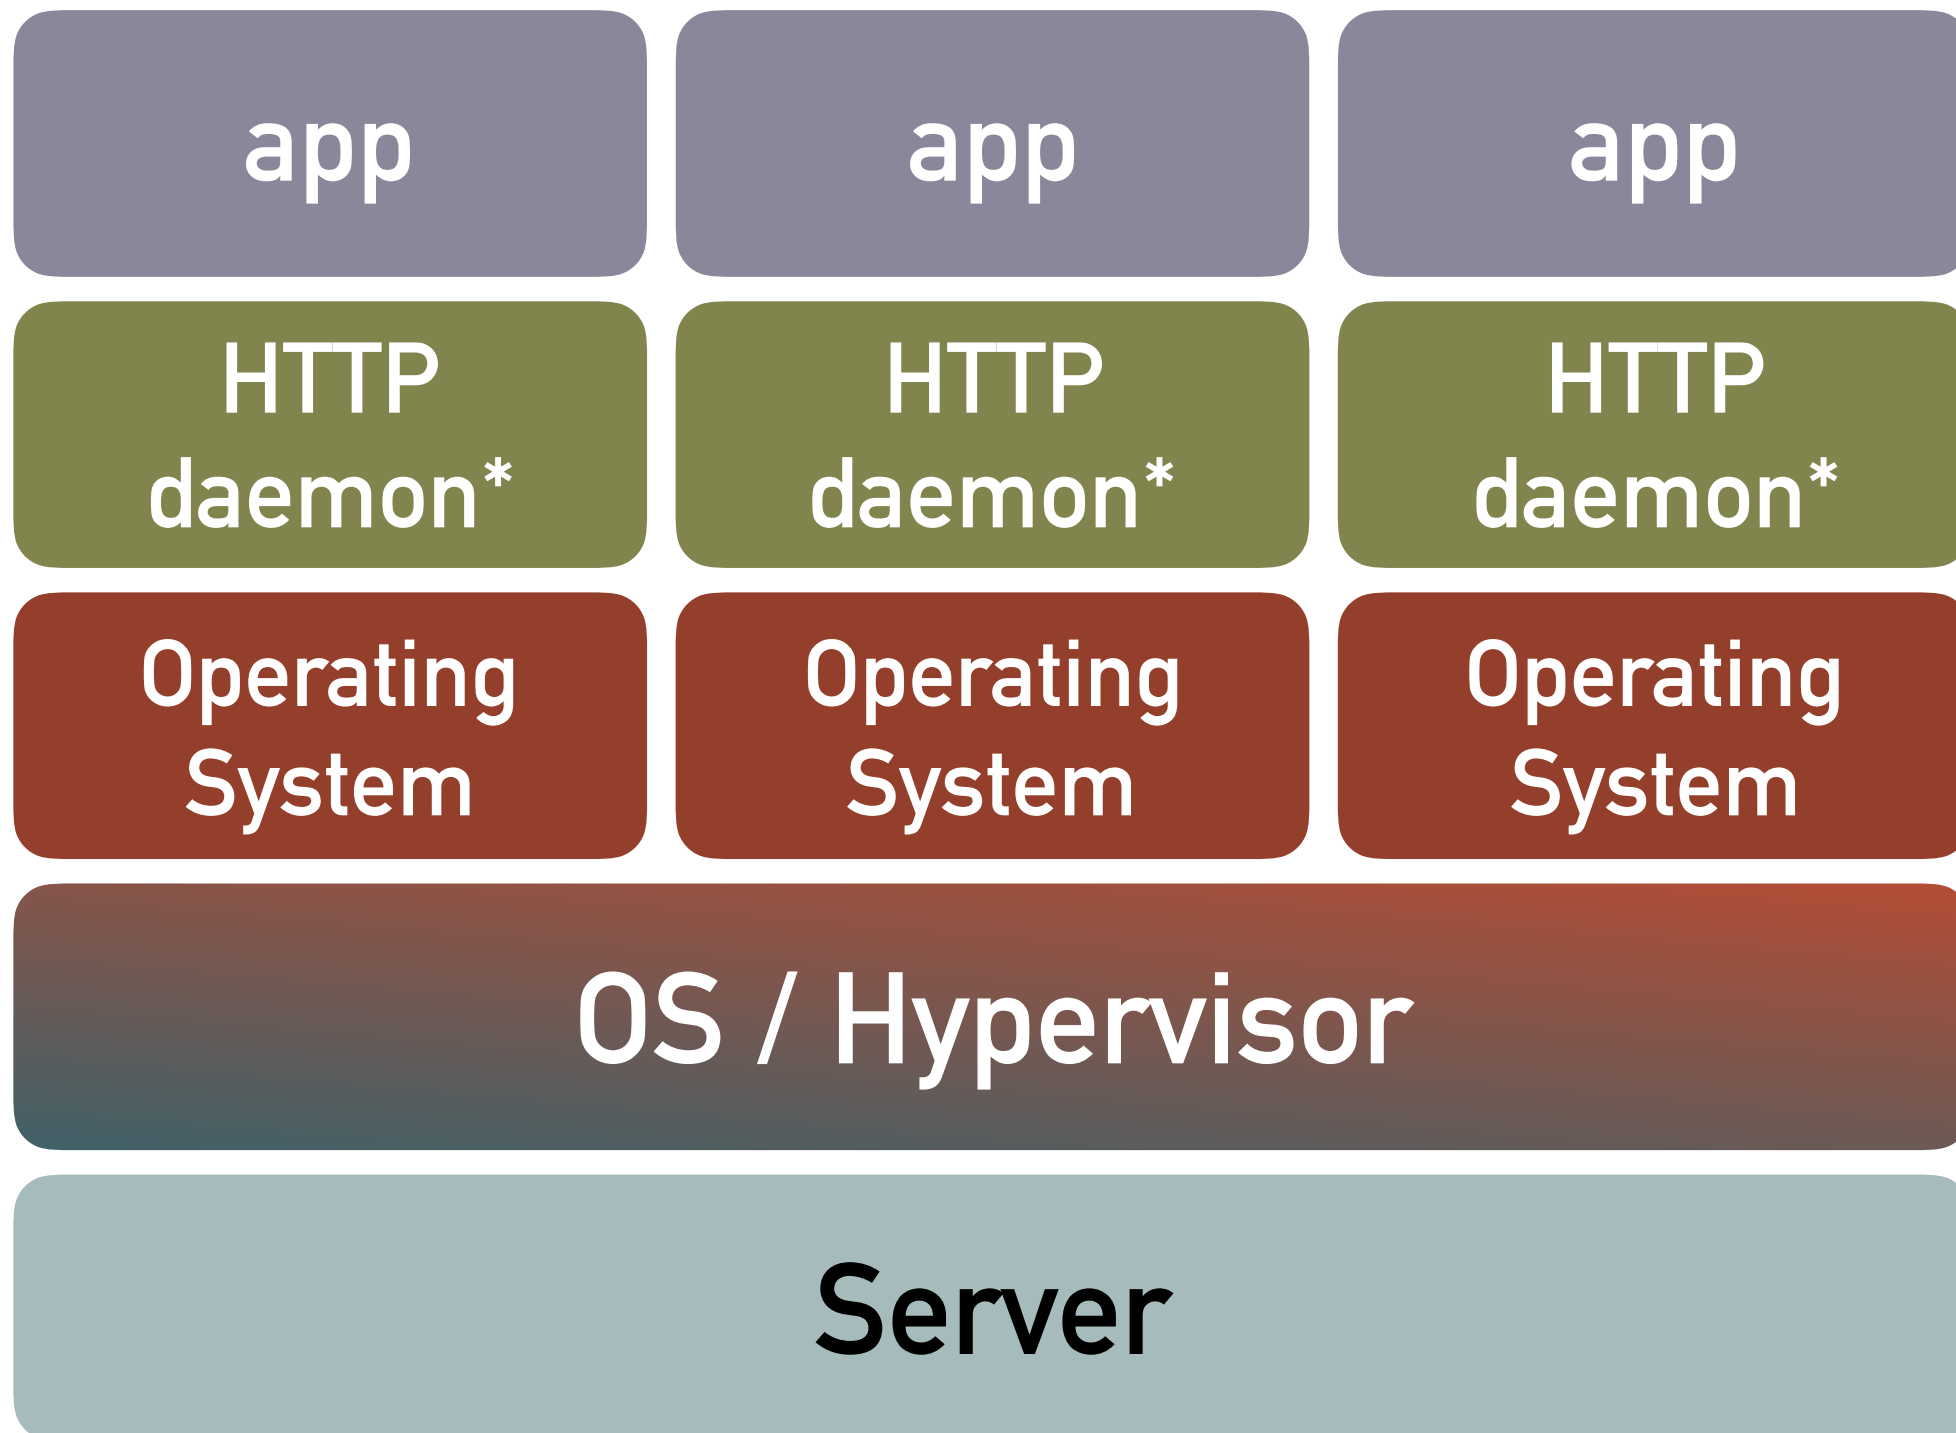 app app app
HTTP HTTP HTTP
daemon* daemon* daemon*
Operating Operating Operating
System System System
OS / Hypervisor
Server